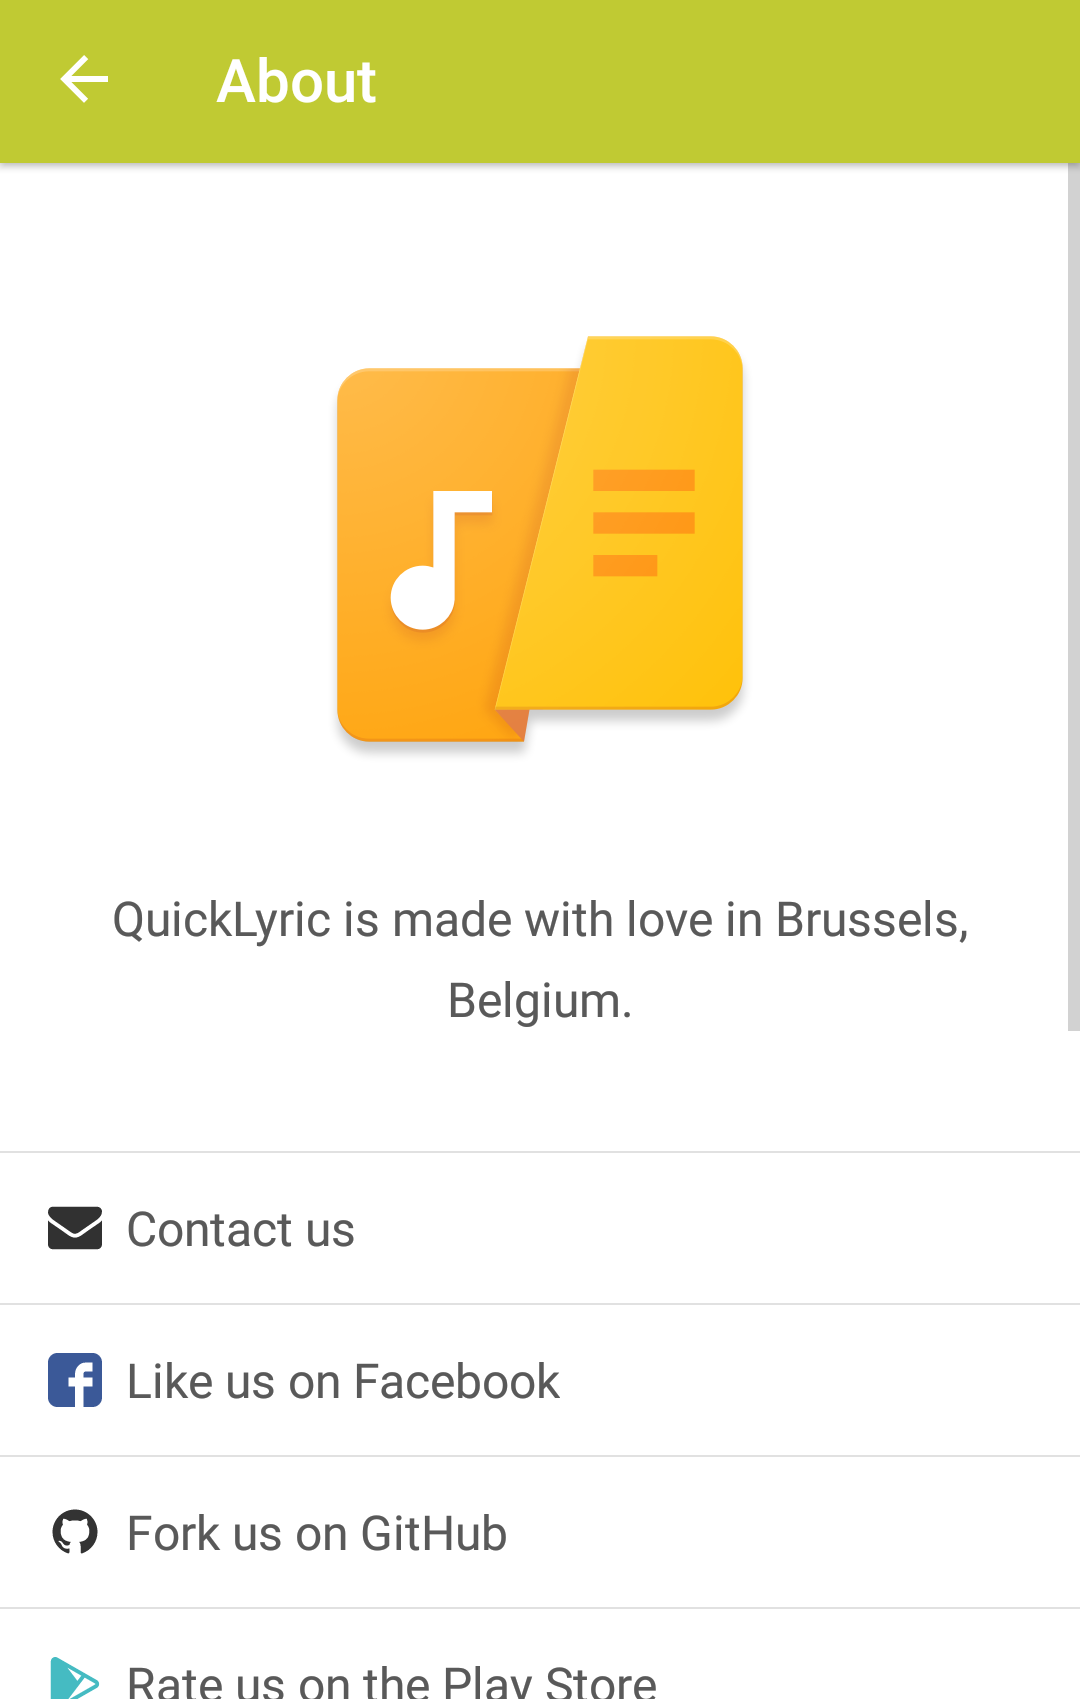 About
QuickLyric is made with love in Brussels,
Belgium.
Contact us
Like us on Facebook
Fork us on GitHub
Rate us on the Play Store